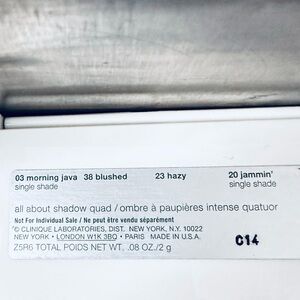 03 morning java 38 blushed 23 hazy 20 jammin'
single shade single shade
all about shadow quad / ombre à paupières intense quatuor
Not For Individual Sale / Ne peut être vendu séparément
© CLINIQUE LABORATORIES, DIST. NEW YORK, N.Y. 10022
NEW YORK • LONDON W1K 3BQ • PARIS MADE IN U.S.A.
Z5R6 TOTAL POIDS NET WT. .08 OZ./2 g
C14